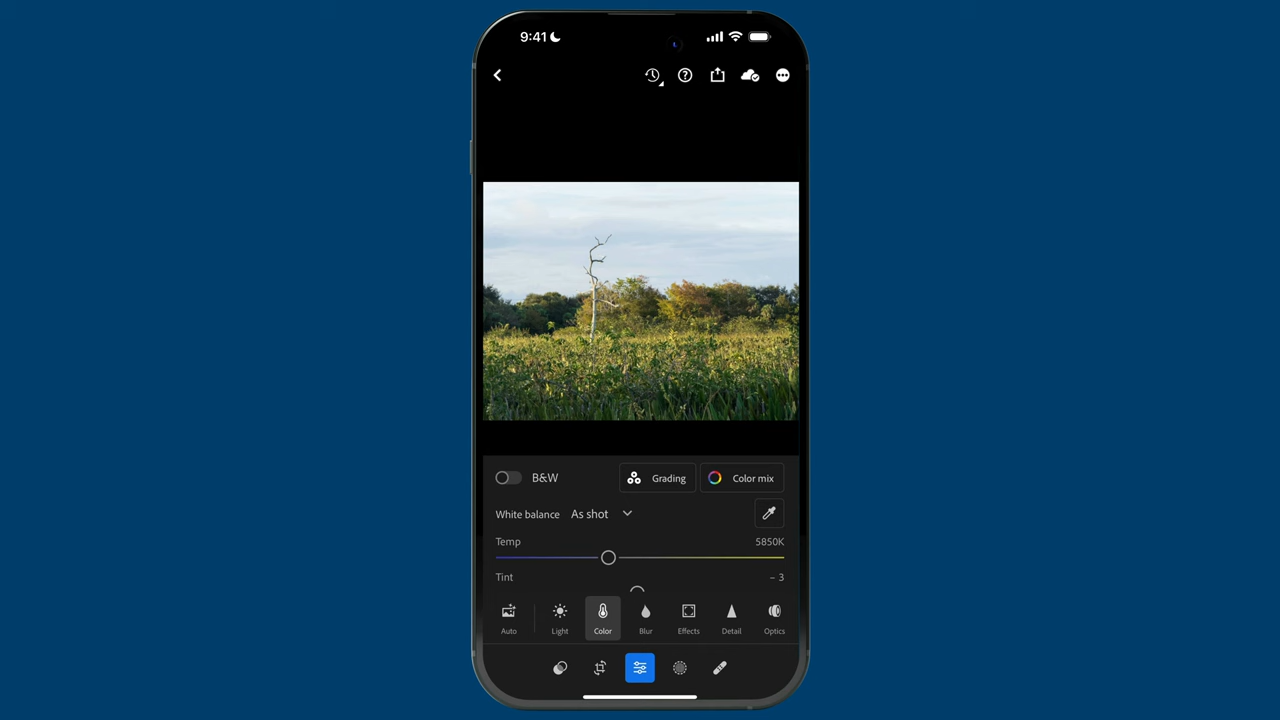 9:41
B&W
Grading
Color mix
White balance As shot
Temp 5850K
Tint – 3
Auto Light Color Blur Effects Detail Optics